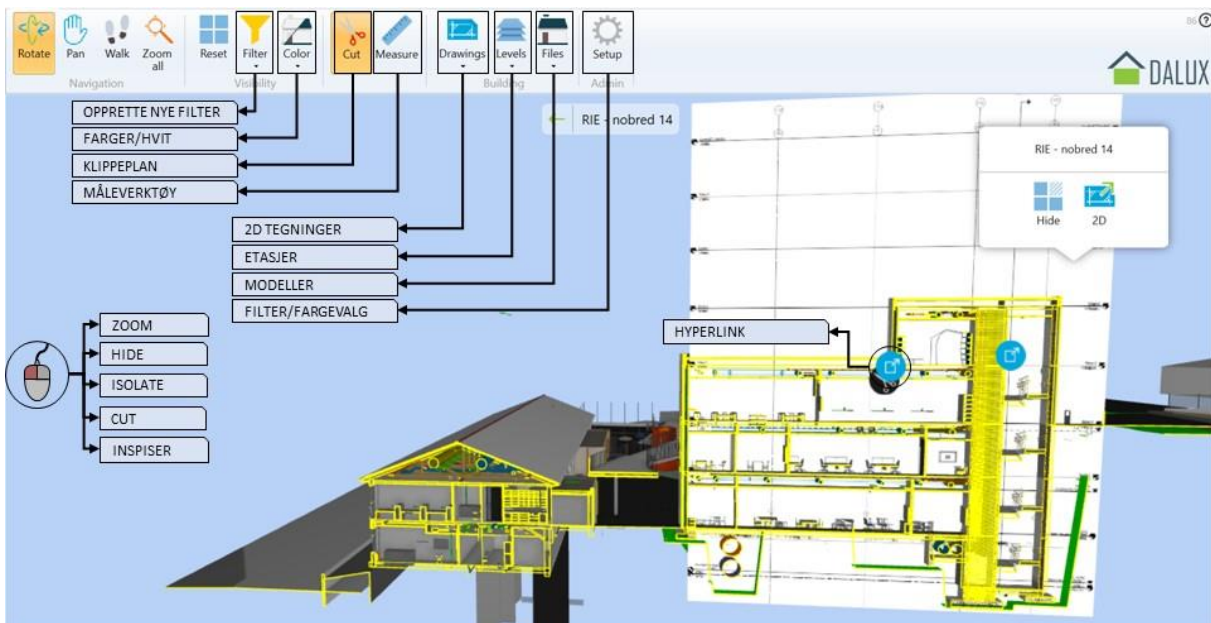 Rotate
Pan
Walk
Zoom
all
Reset
Filter
Color
Cut
Measure
Drawings
Levels
Files
Setup
Navigation
Visibility
Building
Admin
86
?
DALUX
OPPRETTE NYE FILTER
FARGER/HVIT
KLIPPEPLAN
MÅLEVERKTØY
RIE - nobred 14
RIE - nobred 14
Hide
2D
2D TEGNINGER
ETASJER
MODELLER
FILTER/FARGEVALG
HYPERLINK
ZOOM
HIDE
ISOLATE
CUT
INSPISER